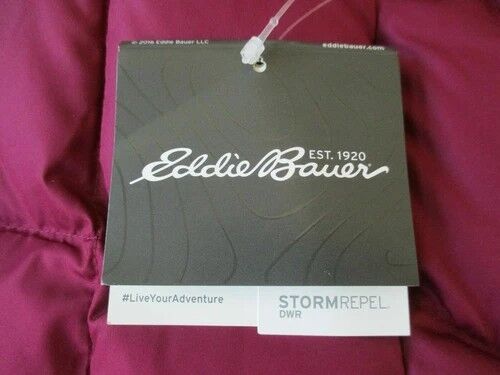 © 2016 Eddie Bauer LLC
eddiebauer.com
EST. 1920
Eddie Bauer®
#LiveYourAdventure
STORMREPEL®
DWR